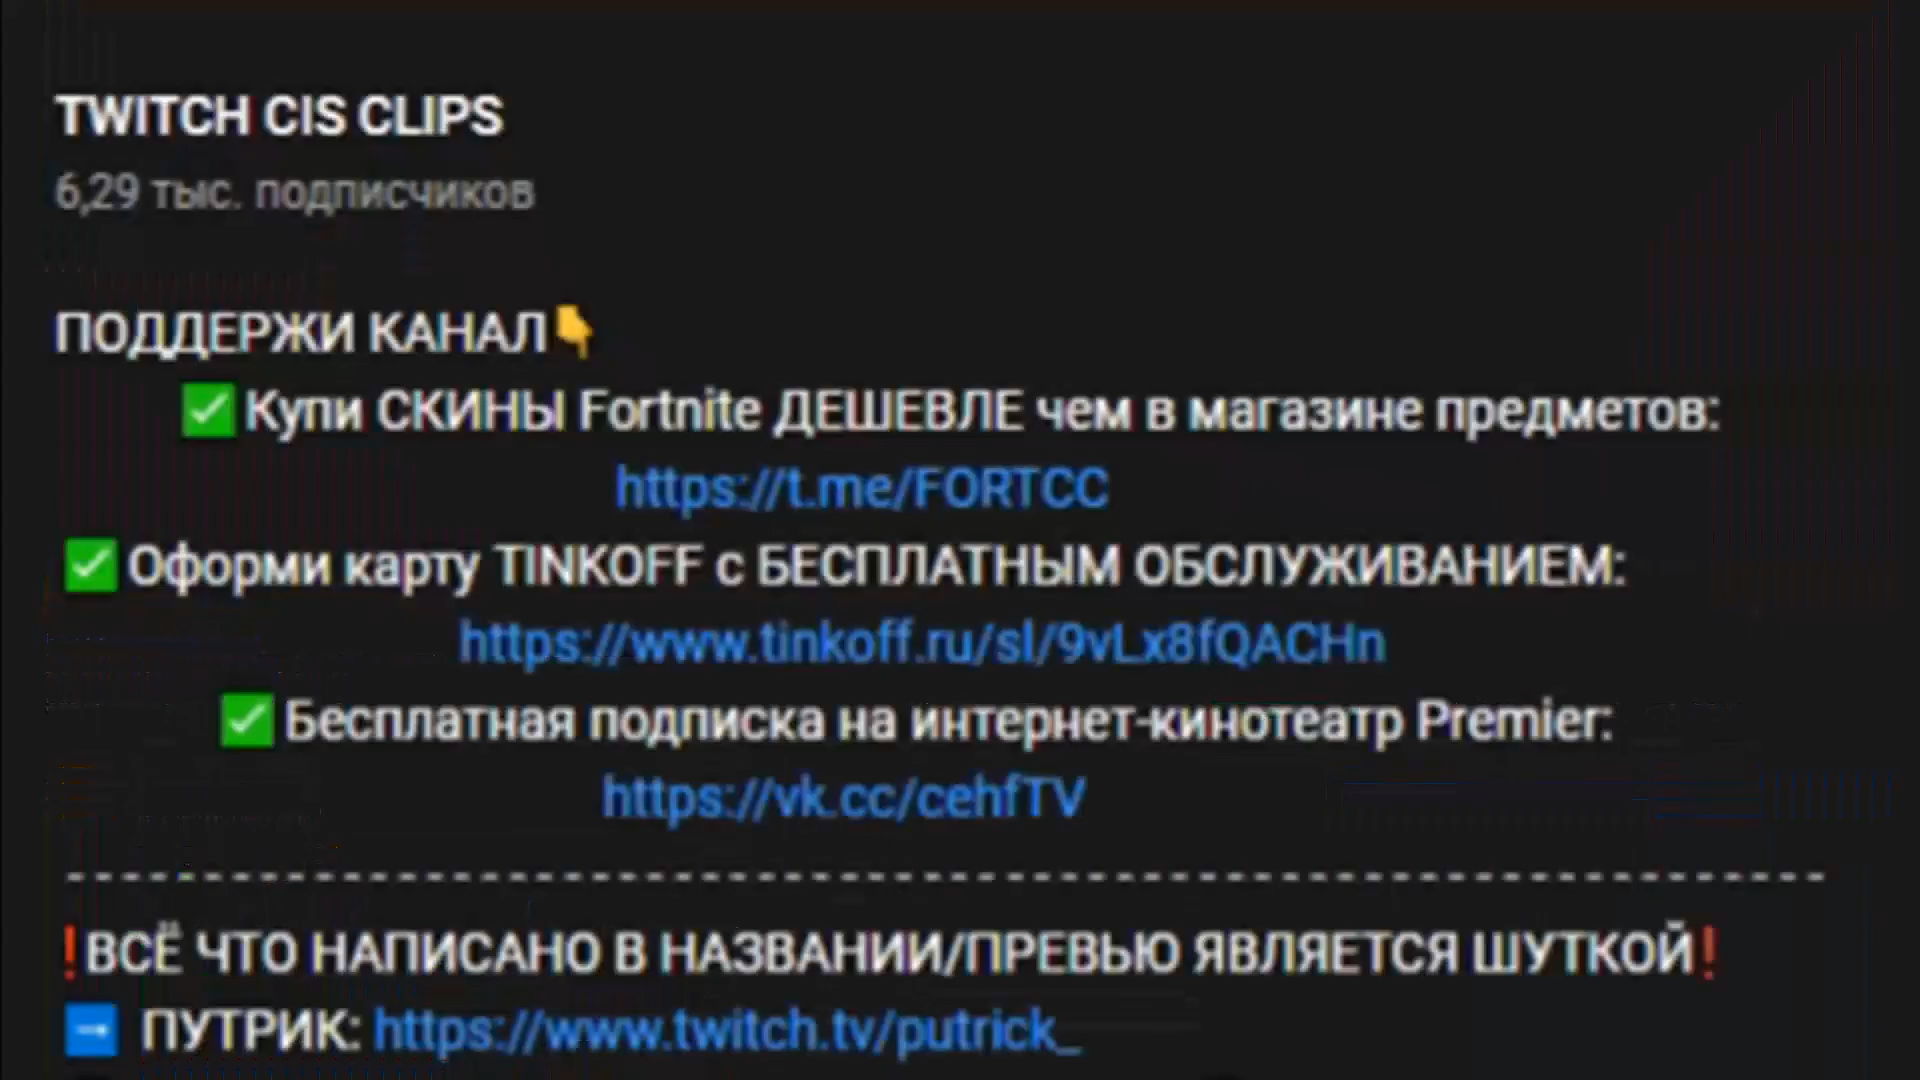 TWITCH CIS CLIPS
6,29 тыс. подписчиков
ПОДДЕРЖИ КАНАЛ👇
✅Купи СКИНЫ Fortnite ДЕШЕВЛЕ чем в магазине предметов:
https://t.me/FORTCC
✅Оформи карту TINKOFF с БЕСПЛАТНЫМ ОБСЛУЖИВАНИЕМ:
https://www.tinkoff.ru/sl/9vLx8fQACHn
✅Бесплатная подписка на интернет-кинотеатр Premier:
https://vk.cc/cehfTV
----------------------------------------------------------------
❗ВСЁ ЧТО НАПИСАНО В НАЗВАНИИ/ПРЕВЬЮ ЯВЛЯЕТСЯ ШУТКОЙ❗
➡ ПУТРИК: https://www.twitch.tv/putrick_